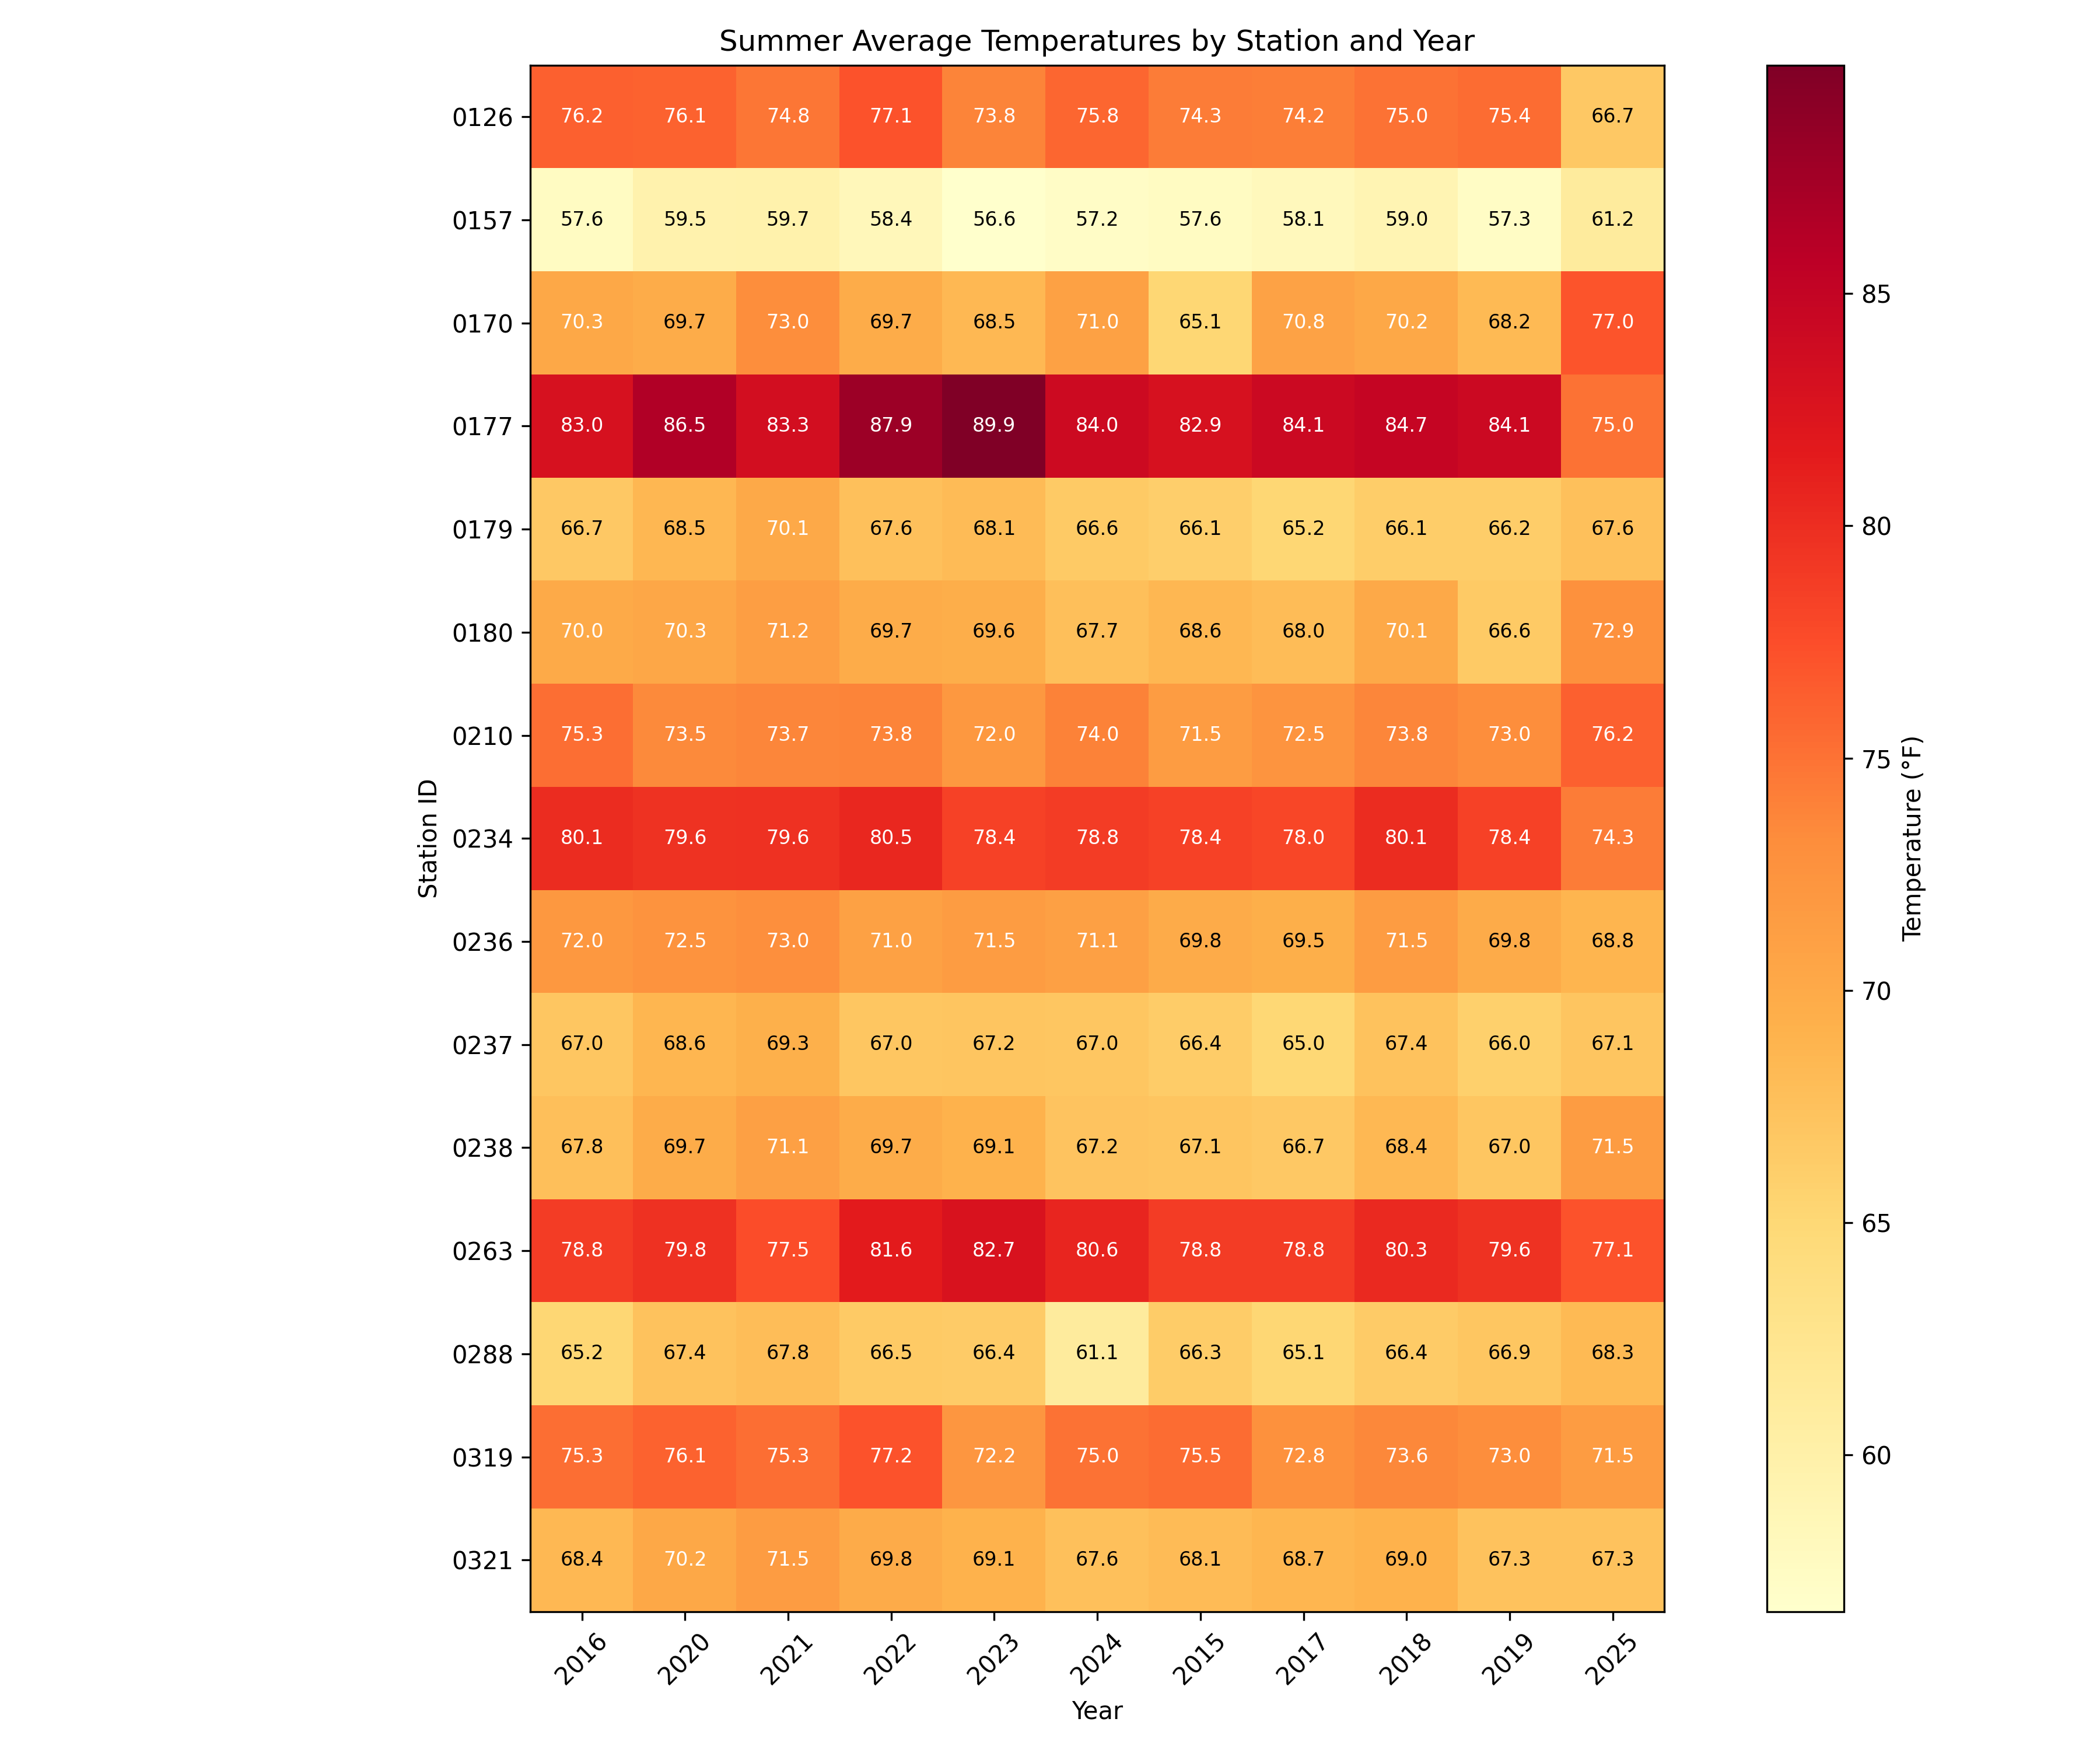 Summer Average Temperatures by Station and Year
0126 76.2 76.1 74.8 77.1 73.8 75.8 74.3 74.2 75.0 75.4 66.7
0157 57.6 59.5 59.7 58.4 56.6 57.2 57.6 58.1 59.0 57.3 61.2
0170 70.3 69.7 73.0 69.7 68.5 71.0 65.1 70.8 70.2 68.2 77.0
0177 83.0 86.5 83.3 87.9 89.9 84.0 82.9 84.1 84.7 84.1 75.0
0179 66.7 68.5 70.1 67.6 68.1 66.6 66.1 65.2 66.1 66.2 67.6
0180 70.0 70.3 71.2 69.7 69.6 67.7 68.6 68.0 70.1 66.6 72.9
0210 75.3 73.5 73.7 73.8 72.0 74.0 71.5 72.5 73.8 73.0 76.2
0234 80.1 79.6 79.6 80.5 78.4 78.8 78.4 78.0 80.1 78.4 74.3
0236 72.0 72.5 73.0 71.0 71.5 71.1 69.8 69.5 71.5 69.8 68.8
0237 67.0 68.6 69.3 67.0 67.2 67.0 66.4 65.0 67.4 66.0 67.1
0238 67.8 69.7 71.1 69.7 69.1 67.2 67.1 66.7 68.4 67.0 71.5
0263 78.8 79.8 77.5 81.6 82.7 80.6 78.8 78.8 80.3 79.6 77.1
0288 65.2 67.4 67.8 66.5 66.4 61.1 66.3 65.1 66.4 66.9 68.3
0319 75.3 76.1 75.3 77.2 72.2 75.0 75.5 72.8 73.6 73.0 71.5
0321 68.4 70.2 71.5 69.8 69.1 67.6 68.1 68.7 69.0 67.3 67.3
2016 2020 2021 2022 2023 2024 2015 2017 2018 2019 2025
Year
Station ID
85
80
75
70
65
60
Temperature (°F)